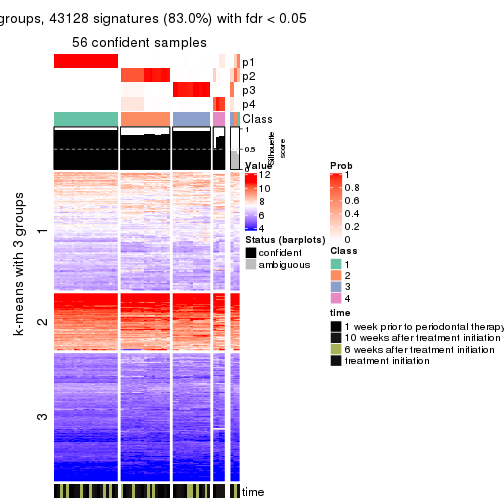 groups, 43128 signatures (83.0%) with fdr < 0.05
56 confident samples
p1
p2
p3
p4
Class
1
0.5
0
Silhouette
score
k-means with 3 groups
1
2
3
time
Value
12
10
8
6
4
Status (barplots)
confident
ambiguous
Prob
1
0.8
0.6
0.4
0.2
0
Class
1
2
3
4
time
1 week prior to periodontal therapy
10 weeks after treatment initiation
6 weeks after treatment initiation
treatment initiation